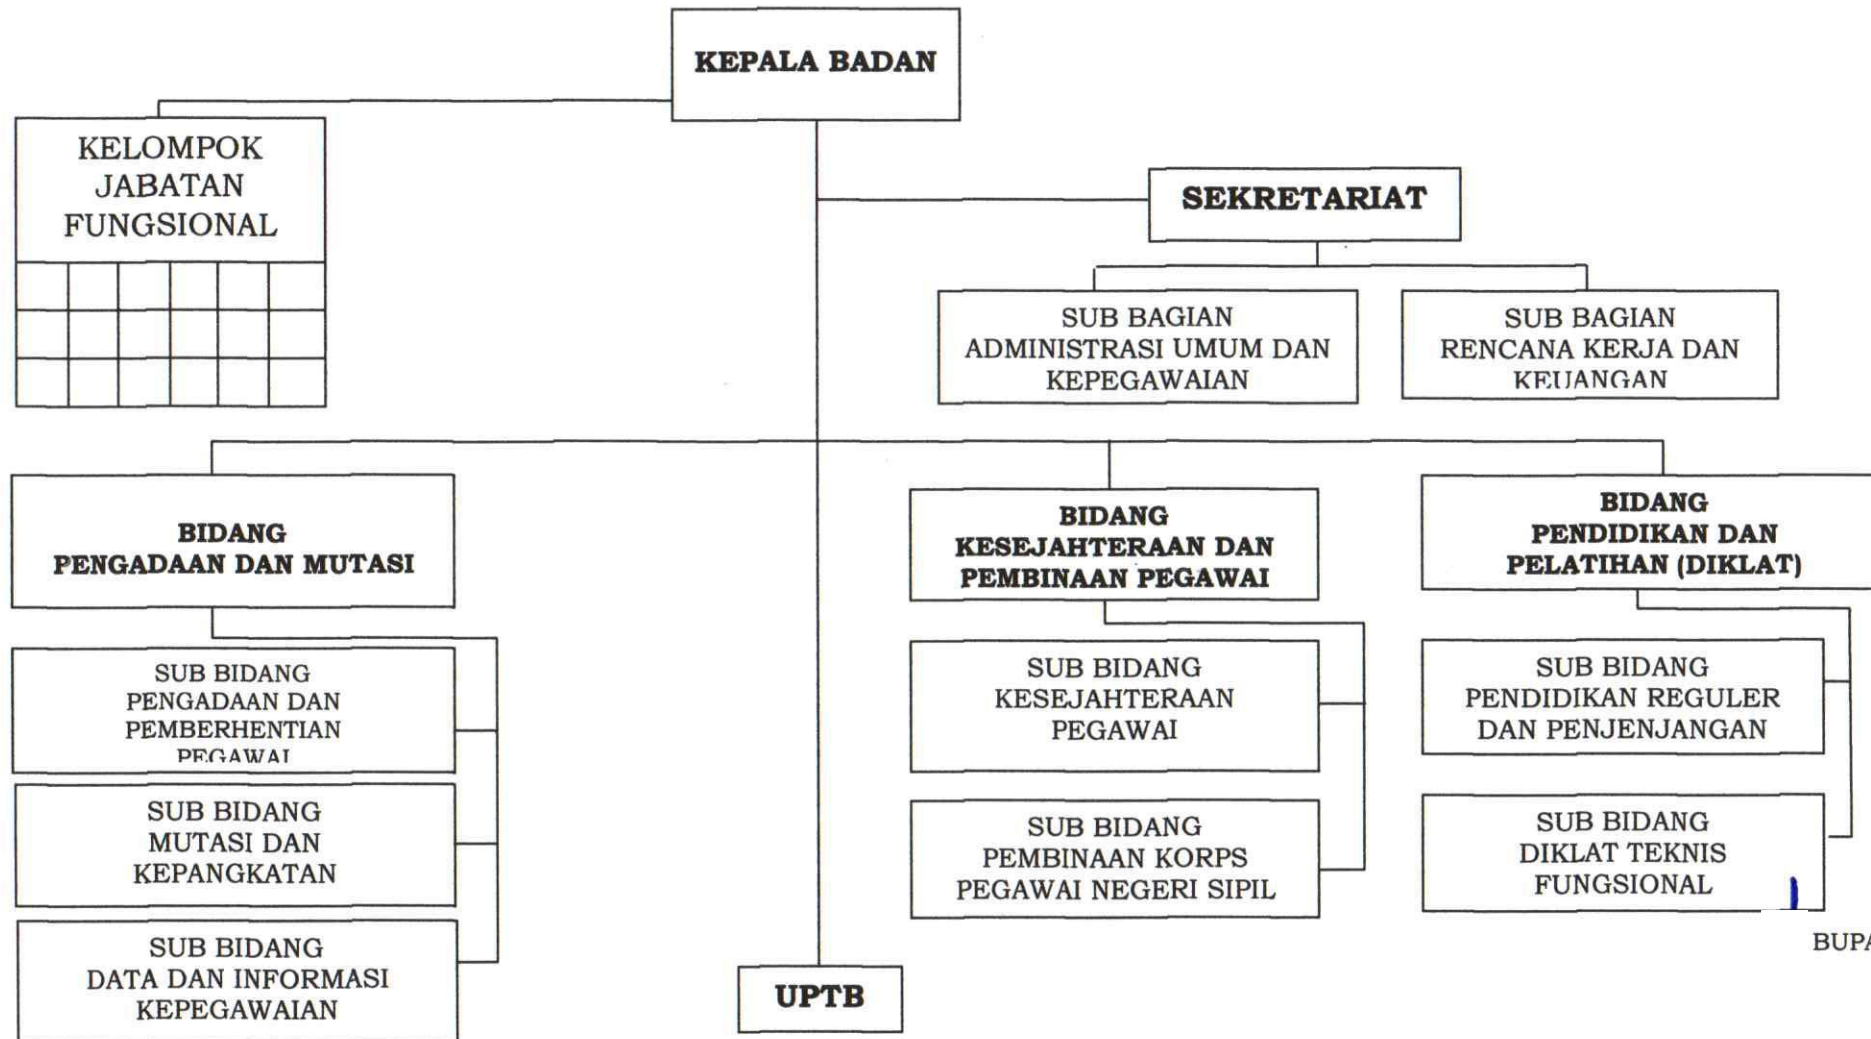 KEPALA BADAN
KELOMPOK
JABATAN
FUNGSIONAL
SEKRETARIAT
SUB BAGIAN
ADMINISTRASI UMUM DAN
KEPEGAWAIAN
SUB BAGIAN
RENCANA KERJA DAN
KEUANGAN
BIDANG
PENGADAAN DAN MUTASI
BIDANG
KESEJAHTERAAN DAN
PEMBINAAN PEGAWAI
BIDANG
PENDIDIKAN DAN
PELATIHAN (DIKLAT)
SUB BIDANG
PENGADAAN DAN
PEMBERHENTIAN
PEGAWAI
SUB BIDANG
KESEJAHTERAAN
PEGAWAI
SUB BIDANG
PENDIDIKAN REGULER
DAN PENJENJANGAN
SUB BIDANG
MUTASI DAN
KEPANGKATAN
SUB BIDANG
PEMBINAAN KORPS
PEGAWAI NEGERI SIPIL
SUB BIDANG
DIKLAT TEKNIS
FUNGSIONAL
SUB BIDANG
DATA DAN INFORMASI
KEPEGAWAIAN
UPTB
BUPA